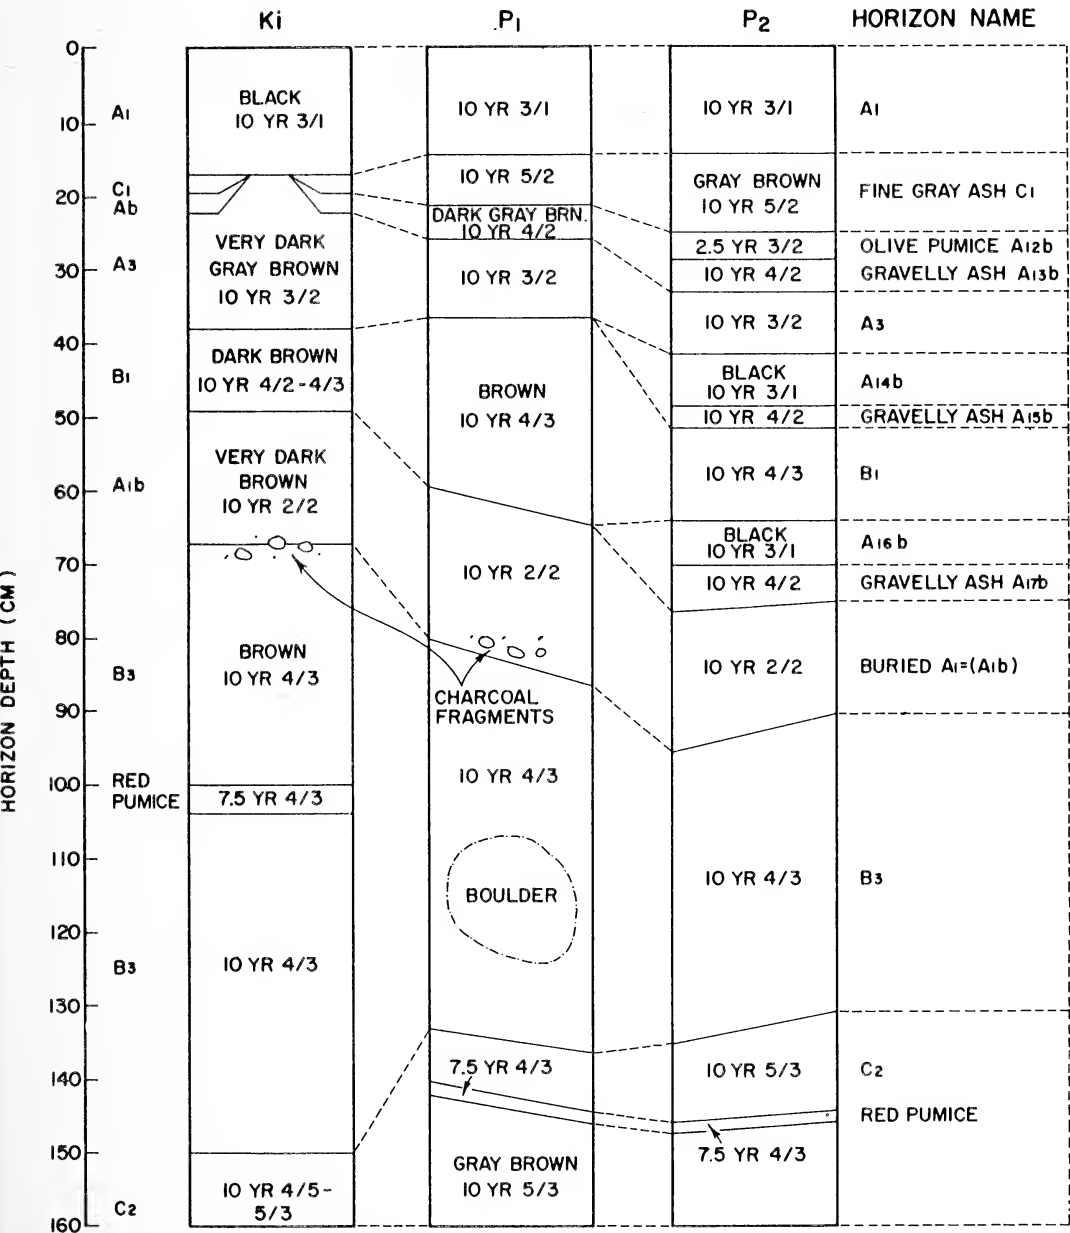 Ki P1 P2 HORIZON NAME
HORIZON DEPTH (CM)
0
10
20
30
40
50
60
70
80
90
100
110
120
130
140
150
160
A1
C1
Ab
A3
B1
A1b
B3
RED
PUMICE
B3
C2
BLACK
10 YR 3/1
VERY DARK
GRAY BROWN
10 YR 3/2
DARK BROWN
10 YR 4/2-4/3
VERY DARK
BROWN
10 YR 2/2
BROWN
10 YR 4/3
7.5 YR 4/3
10 YR 4/3
10 YR 4/5-
5/3
10 YR 3/1
10 YR 5/2
DARK GRAY BRN.
10 YR 4/2
10 YR 3/2
BROWN
10 YR 4/3
10 YR 2/2
CHARCOAL
FRAGMENTS
10 YR 4/3
BOULDER
7.5 YR 4/3
GRAY BROWN
10 YR 5/3
10 YR 3/1
GRAY BROWN
10 YR 5/2
2.5 YR 3/2
10 YR 4/2
10 YR 3/2
BLACK
10 YR 3/1
10 YR 4/2
10 YR 4/3
BLACK
10 YR 3/1
10 YR 4/2
10 YR 2/2
10 YR 4/3
10 YR 5/3
7.5 YR 4/3
A1
FINE GRAY ASH C1
OLIVE PUMICE A12b
GRAVELLY ASH A13b
A3
A14b
GRAVELLY ASH A15b
B1
A16b
GRAVELLY ASH A17b
BURIED A1=(A1b)
B3
C2
RED PUMICE